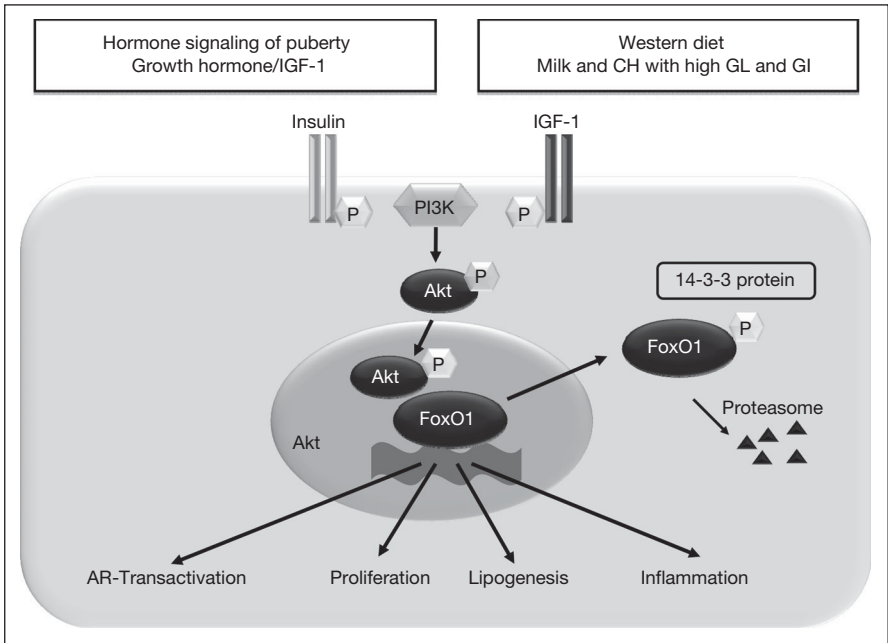 Hormone signaling of puberty
Growth hormone/IGF-1
Western diet
Milk and CH with high GL and GI
Insulin
IGF-1
P
PI3K
P
Akt
P
14-3-3 protein
FoxO1
P
Akt
P
FoxO1
Akt
Proteasome
AR-Transactivation
Proliferation
Lipogenesis
Inflammation